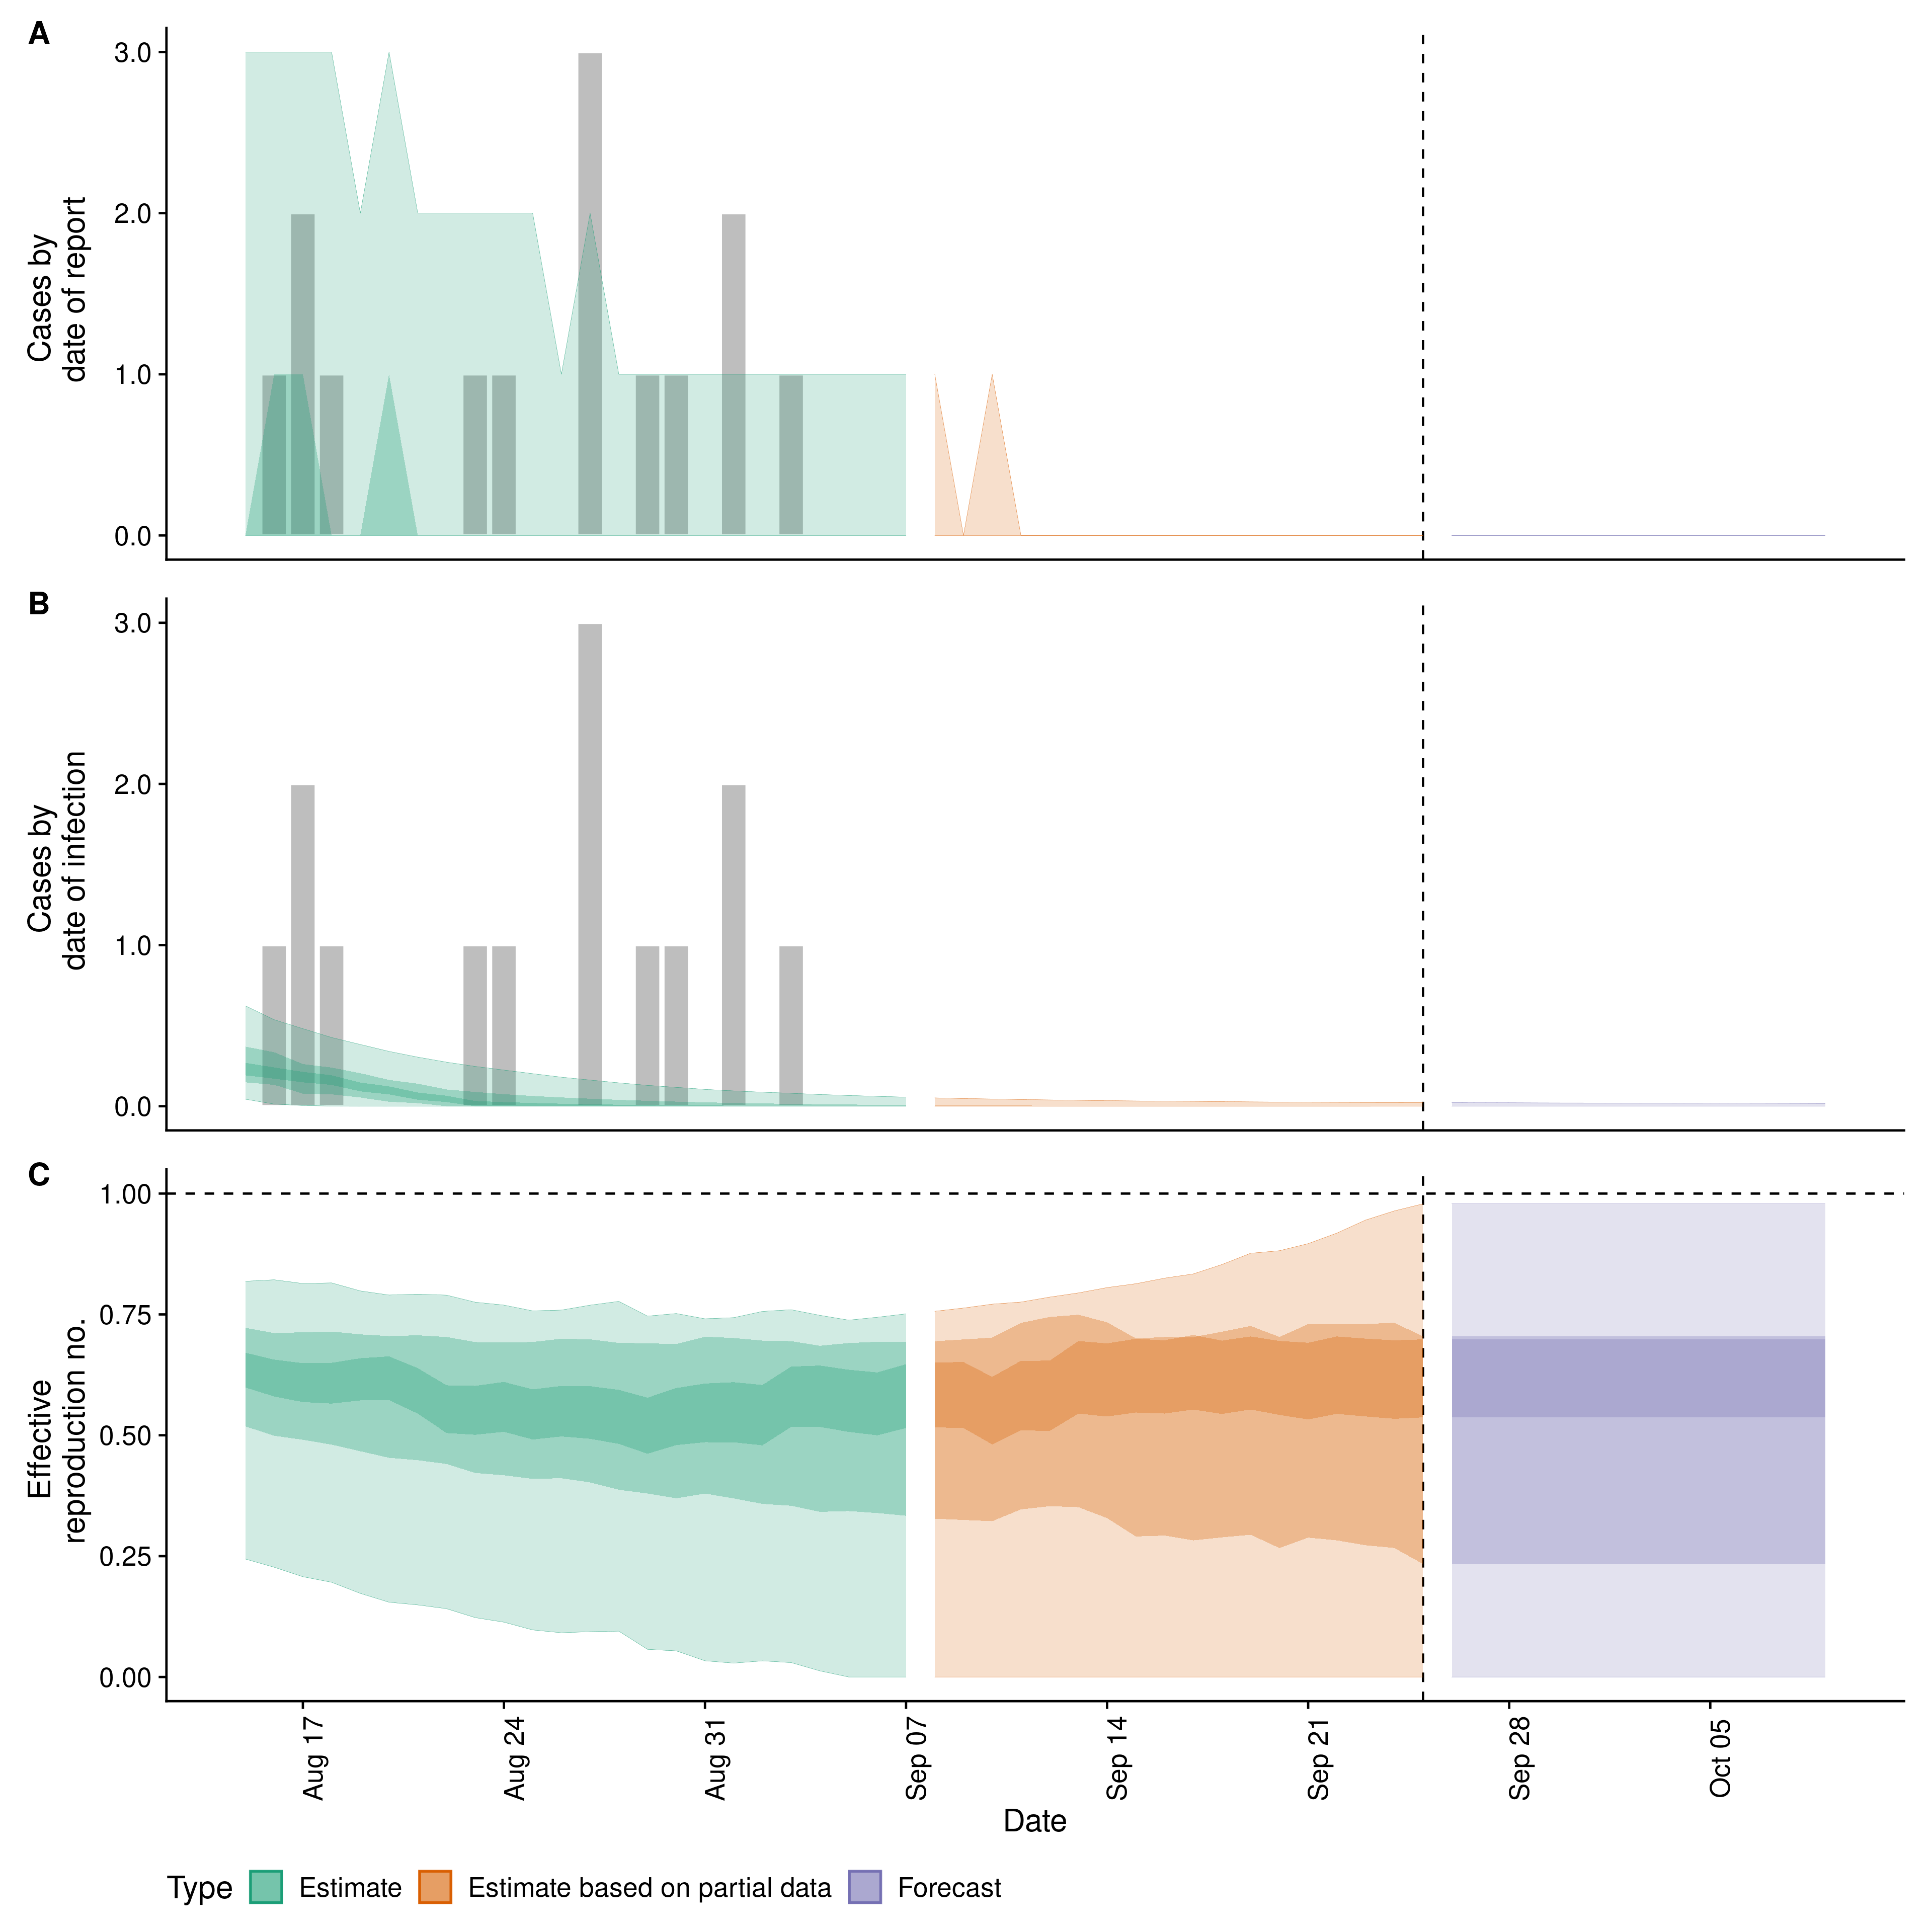 A
Cases by
date of report
3.0
2.0
1.0
0.0
B
Cases by
date of infection
3.0
2.0
1.0
0.0
C
Effective
reproduction no.
1.00
0.75
0.50
0.25
0.00
Aug 17
Aug 24
Aug 31
Sep 07
Sep 14
Sep 21
Sep 28
Oct 05
Date
Type Estimate Estimate based on partial data Forecast